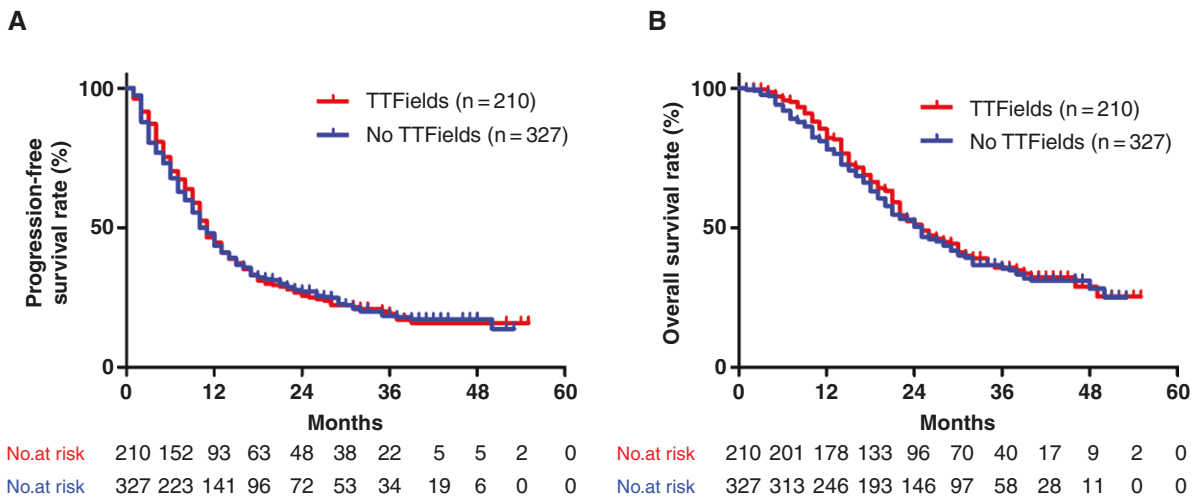 A
Progression-free
survival rate (%)
100
50
0
TTFields (n = 210)
No TTFields (n = 327)
0 12 24 36 48 60
Months
No.at risk 210 152 93 63 48 38 22 5 5 2 0
No.at risk 327 223 141 96 72 53 34 19 6 0 0
B
Overall survival rate (%)
100
50
0
TTFields (n = 210)
No TTFields (n = 327)
0 12 24 36 48 60
Months
No.at risk 210 201 178 133 96 70 40 17 9 2 0
No.at risk 327 313 246 193 146 97 58 28 11 0 0